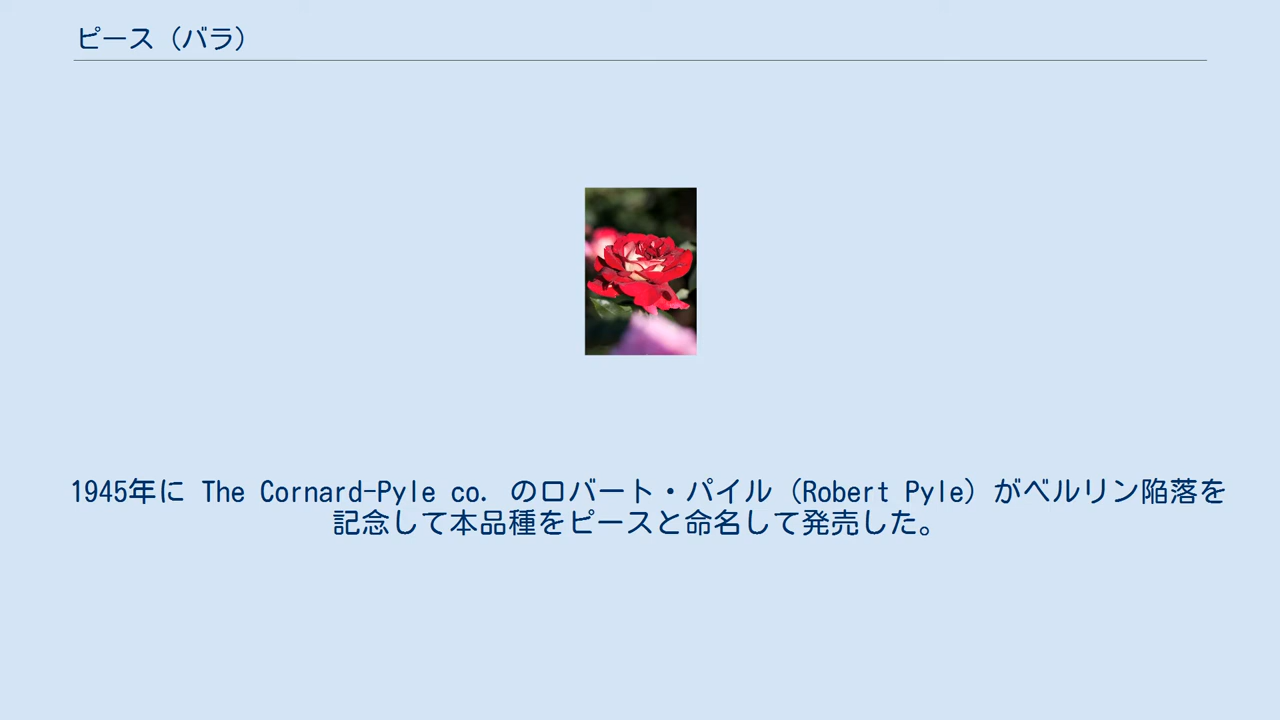 ピース（バラ）
1945年に The Cornard-Pyle co. のロバート・パイル（Robert Pyle）がベルリン陥落を
記念して本品種をピースと命名して発売した。